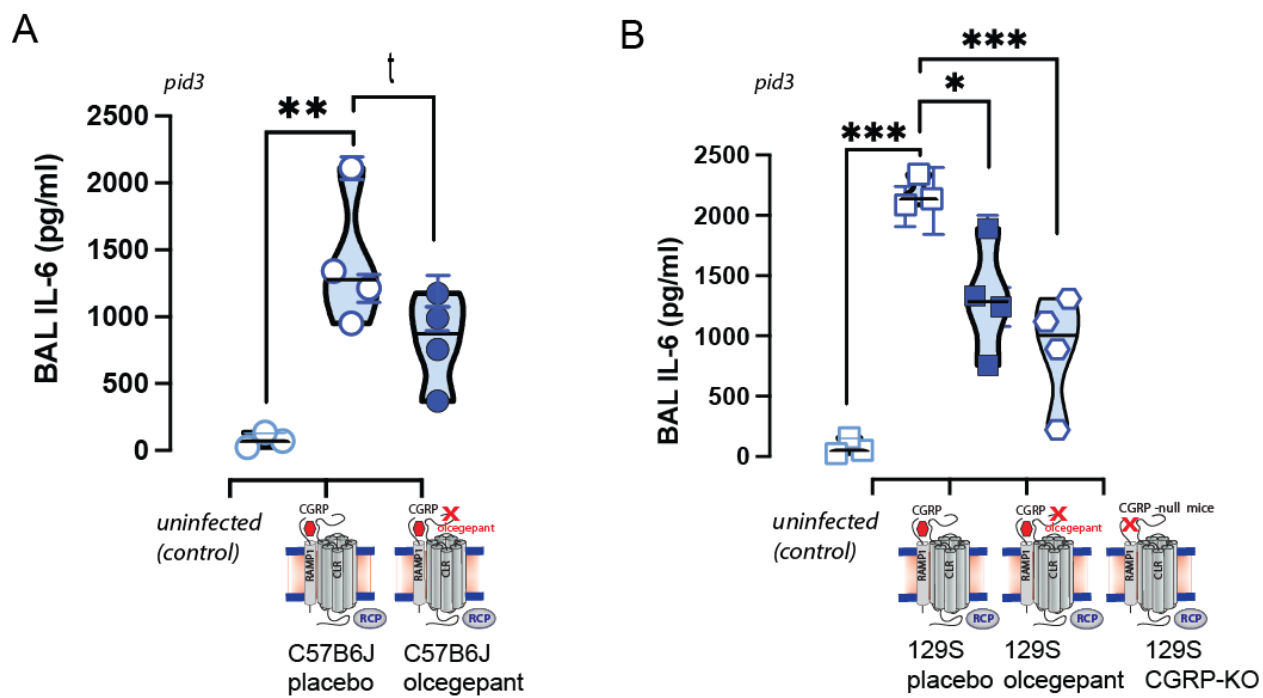 A
pid3
t
**
2500
2000
1500
1000
500
0
BAL IL-6 (pg/ml)
uninfected
(control)
CGRP
RAMP1
CLR
RCP
CGRP
olcegepant
RAMP1
CLR
RCP
C57B6J
placebo
C57B6J
olcegepant
B
pid3
***
*
***
2500
2000
1500
1000
500
0
BAL IL-6 (pg/ml)
uninfected
(control)
CGRP
RAMP1
CLR
RCP
CGRP
olcegepant
RAMP1
CLR
RCP
CGRP -null mice
RAMP1
CLR
RCP
129S
placebo
129S
olcegepant
129S
CGRP-KO